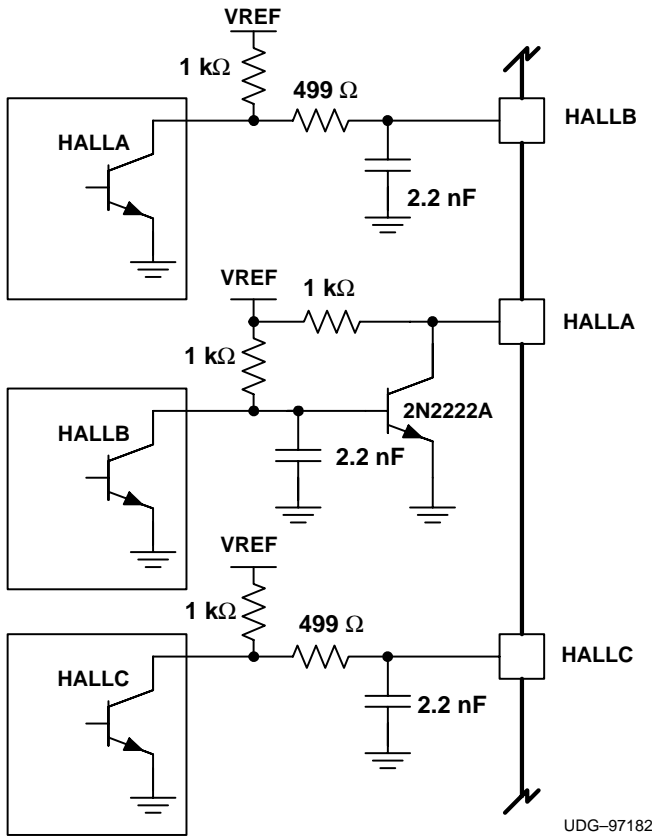 VREF
1 kΩ
499 Ω
HALLA
HALLB
2.2 nF
VREF
1 kΩ
HALLA
1 kΩ
2N2222A
HALLB
2.2 nF
VREF
1 kΩ
499 Ω
HALLC
HALLC
2.2 nF
UDG–97182